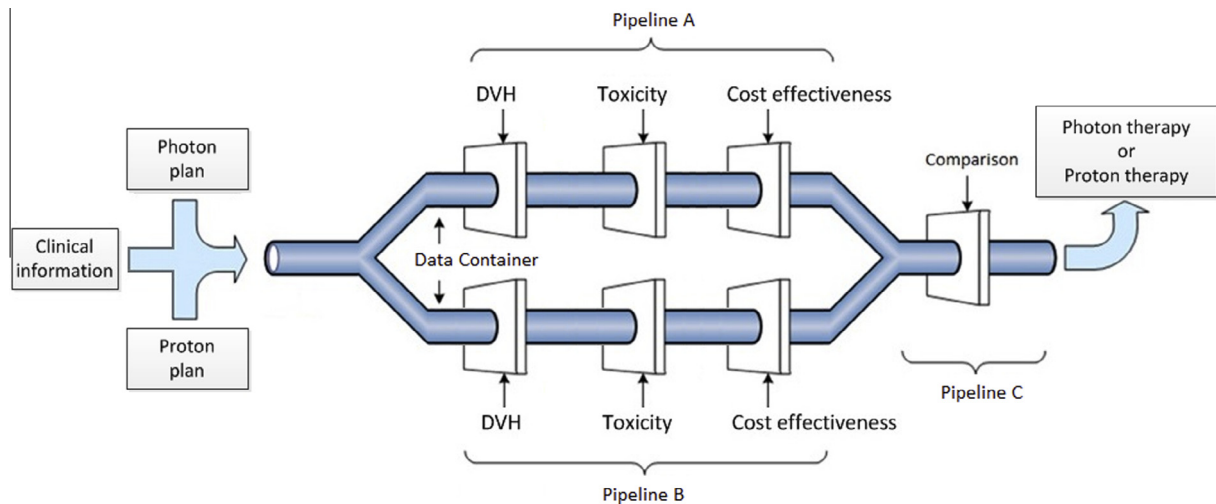 Pipeline A
DVH
Toxicity
Cost effectiveness
Photon
plan
Clinical
information
Proton
plan
Data Container
Comparison
Photon therapy
or
Proton therapy
DVH
Toxicity
Cost effectiveness
Pipeline C
Pipeline B